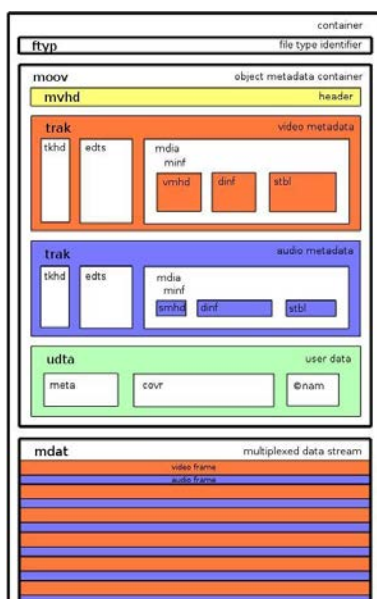 container
ftyp file type identifier
moov object metadata container
mvhd header
trak video metadata
tkhd edts mdia
minf
vmhd dinf stbl
trak audio metadata
tkhd edts mdia
minf
smhd dinf stbl
udta user data
meta covr ©nam
mdat multiplexed data stream
video frame
audio frame